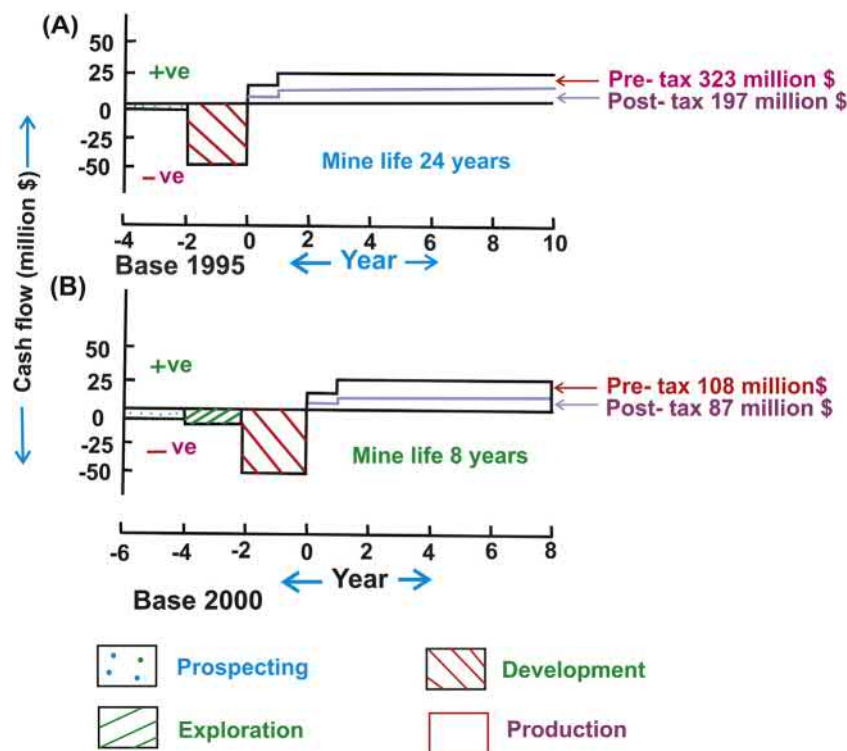 (A)
50
25
0
-25
-50
+ve
– ve
Pre- tax 323 million $
Post- tax 197 million $
Mine life 24 years
-4 -2 0 2 4 6 8 10
Base 1995
Year
Cash flow (million $)
(B)
50
25
0
-25
-50
+ve
– ve
Pre- tax 108 million$
Post- tax 87 million $
Mine life 8 years
-6 -4 -2 0 2 4 6 8
Year
Base 2000
Prospecting
Development
Exploration
Production